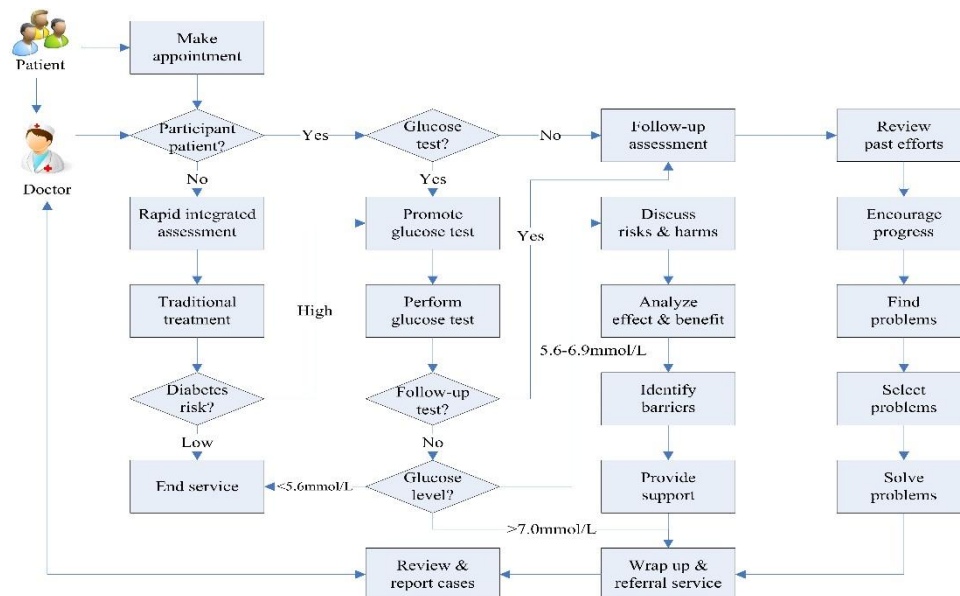 Patient
Make
appointment
Doctor
Participant
patient?
Yes
Glucose
test?
No
Follow-up
assessment
Review
past efforts
No
Yes
Rapid integrated
assessment
Promote
glucose test
Yes
Discuss
risks & harms
Encourage
progress
Traditional
treatment
High
Perform
glucose test
Analyze
effect & benefit
Find
problems
5.6-6.9mmol/L
Diabetes
risk?
Follow-up
test?
Identify
barriers
Select
problems
Low
No
End service
<5.6mmol/L
Glucose
level?
Provide
support
Solve
problems
>7.0mmol/L
Review &
report cases
Wrap up &
referral service